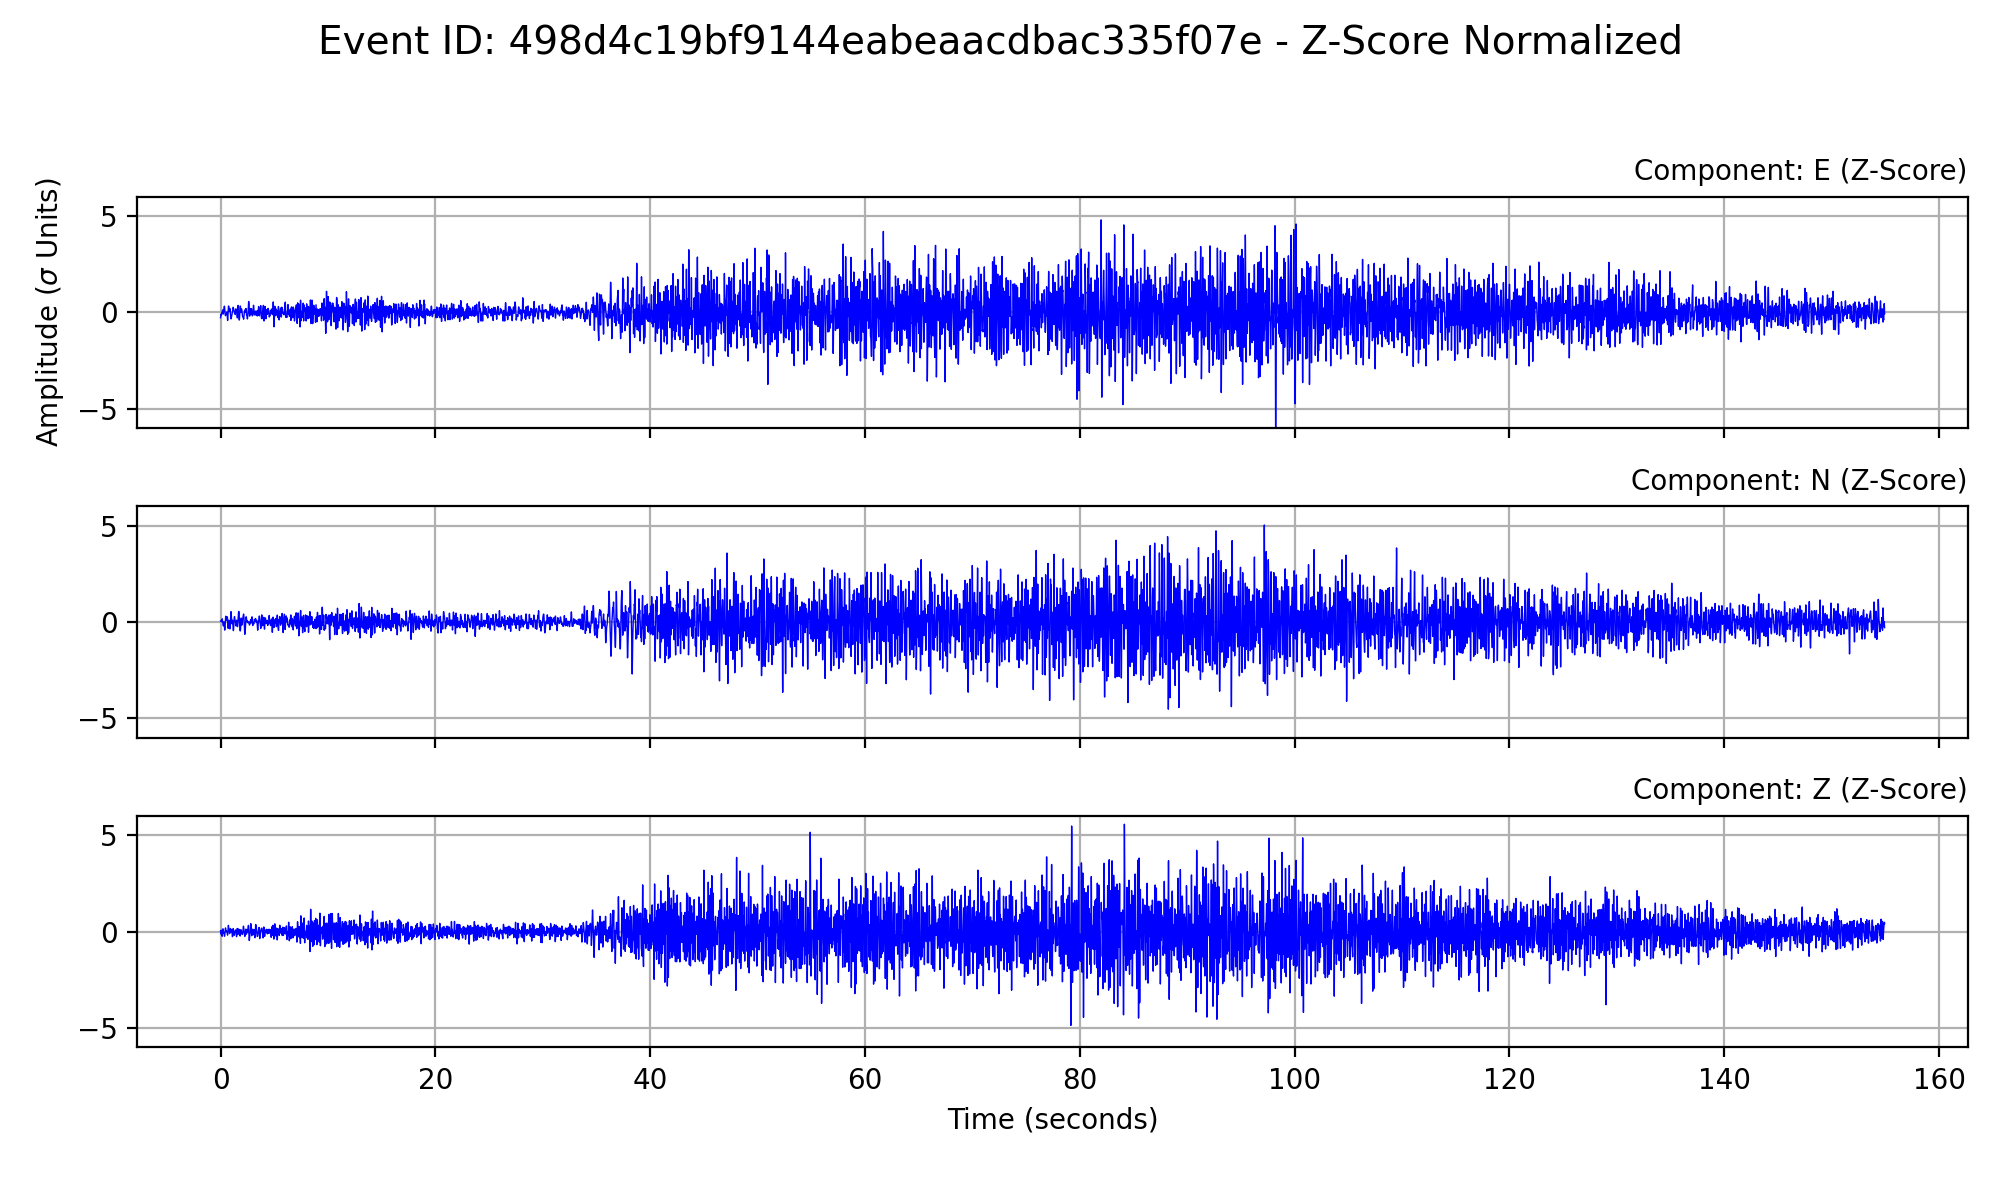 Event ID: 498d4c19bf9144eabeaacdbac335f07e - Z-Score Normalized
Component: E (Z-Score)
Amplitude (σ Units)
5
0
−5
Component: N (Z-Score)
5
0
−5
Component: Z (Z-Score)
5
0
−5
0 20 40 60 80 100 120 140 160
Time (seconds)